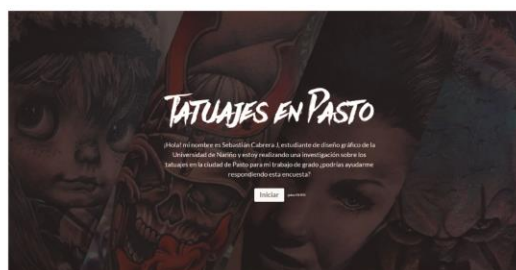 TATUAJES EN PASTO
¡Hola! mi nombre es Sebastián Cabrera J, estudiante de diseño gráfico de la
Universidad de Nariño y estoy realizando una investigación sobre los
tatuajes en la ciudad de Pasto para mi trabajo de grado ¿podrías ayudarme
respondiendo esta encuesta?
Iniciar